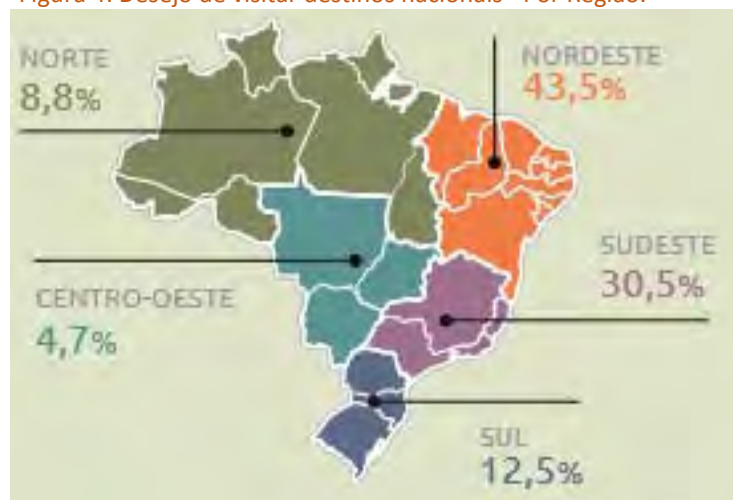 Figura 4. Desejo de visitar destinos nacionais - Por Região.
NORTE
8,8%
NORDESTE
43,5%
SUDESTE
30,5%
CENTRO-OESTE
4,7%
SUL
12,5%